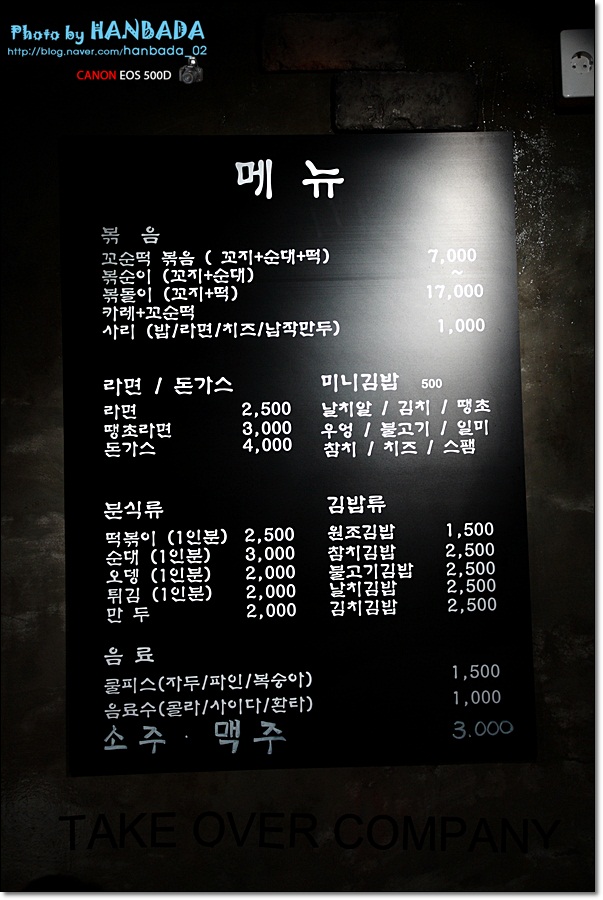 Photo by HANBADA
http://blog.naver.com/hanbada_02
CANON EOS 500D
메 뉴
볶 음
꼬순떡 볶음 ( 꼬지+순대+떡) 7,000
볶순이 (꼬지+순대) ~
볶돌이 (꼬지+떡) 17,000
카레+꼬순떡
사리 (밥/라면/치즈/납작만두) 1,000
라면 / 돈가스
라면 2,500
땡초라면 3,000
돈가스 4,000
미니김밥 500
날치알 / 김치 / 땡초
우엉 / 불고기 / 일미
참치 / 치즈 / 스팸
분식류
떡볶이 (1인분) 2,500
순대 (1인분) 3,000
오뎅 (1인분) 2,000
튀김 (1인분) 2,000
만 두 2,000
김밥류
원조김밥 1,500
참치김밥 2,500
불고기김밥 2,500
날치김밥 2,500
김치김밥 2,500
음 료
쿨피스(자두/파인/복숭아) 1,500
음료수(콜라/사이다/환타) 1,000
소주 · 맥주 3.000
TAKE OVER COMPANY